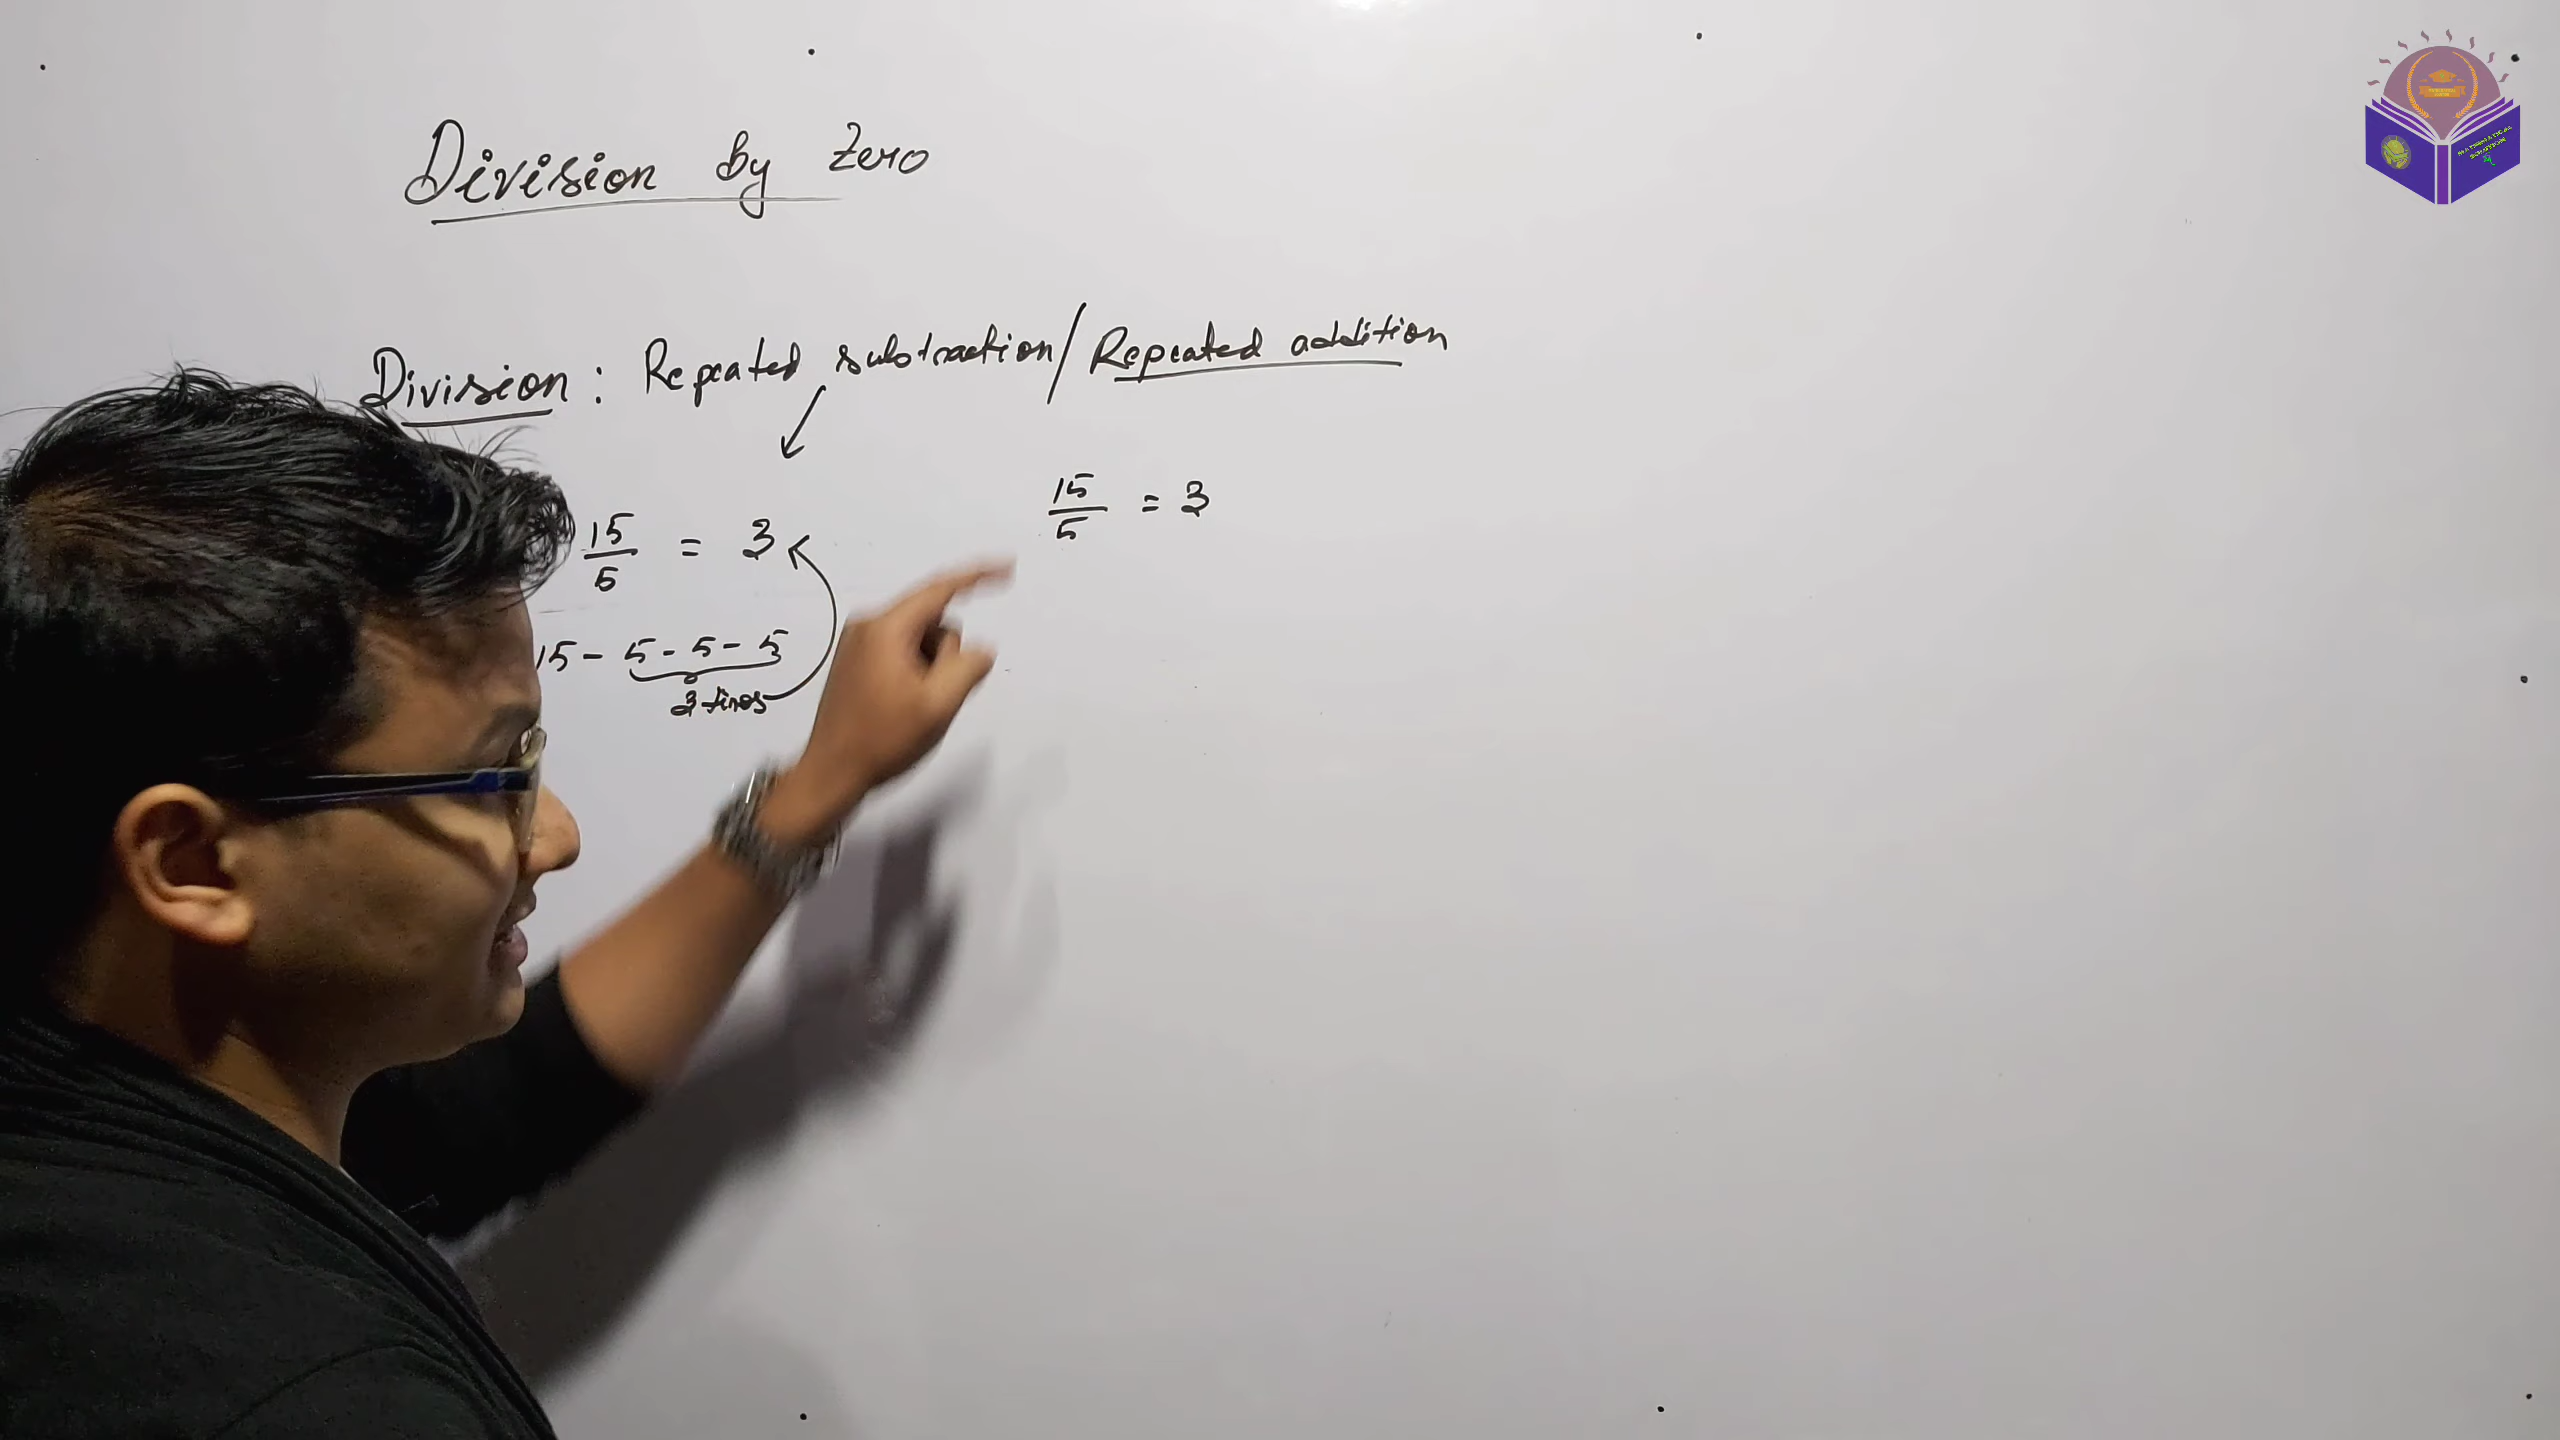 Division by Zero
Division: Repeated subtraction/Repeated addition
15/5 = 3
15 - 5 - 5 - 5
3 times
15/5 = 3